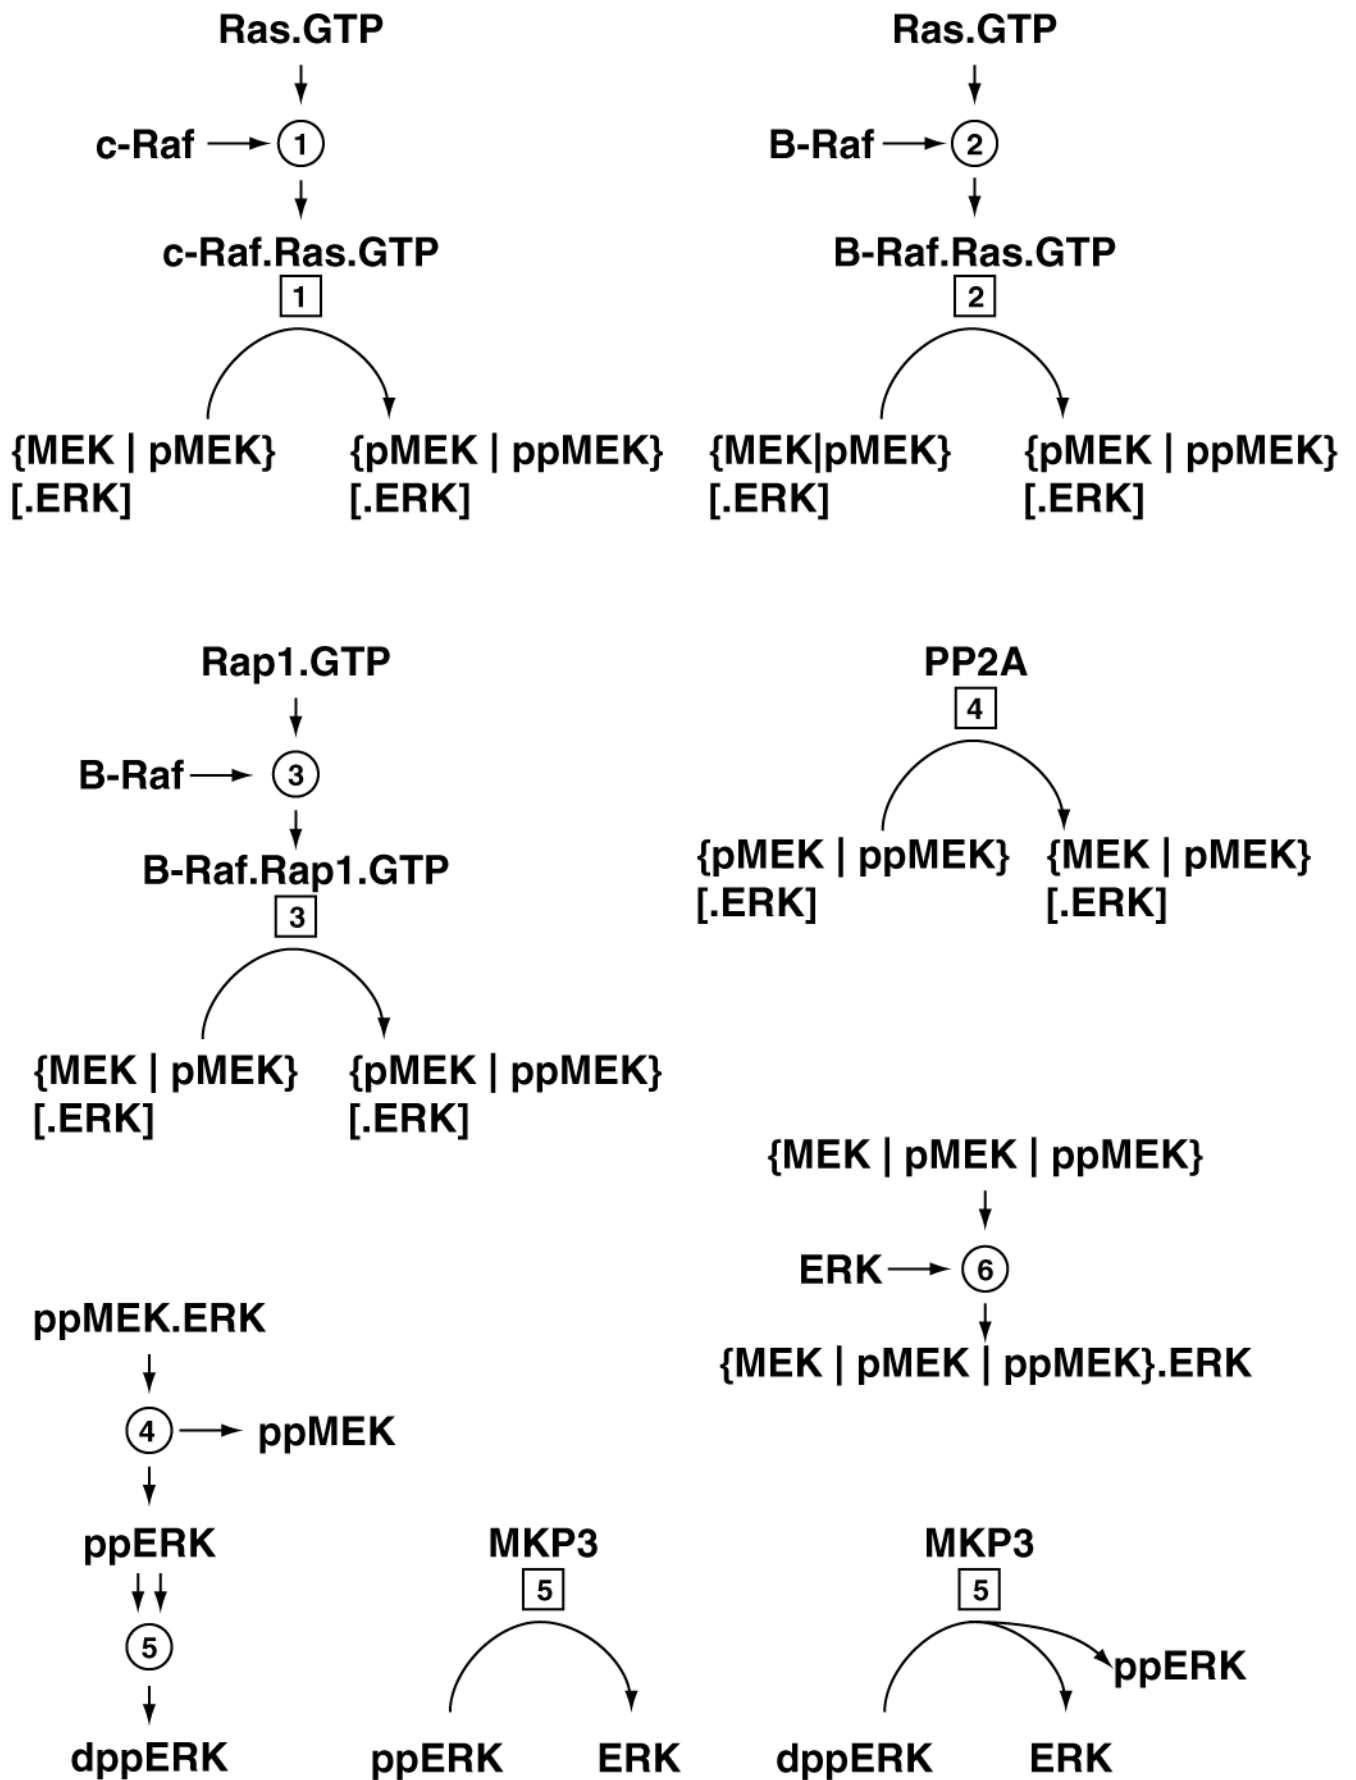 Ras.GTP
c-Raf
1
c-Raf.Ras.GTP
1
{MEK | pMEK}
[.ERK]
{pMEK | ppMEK}
[.ERK]
Ras.GTP
B-Raf
2
B-Raf.Ras.GTP
2
{MEK|pMEK}
[.ERK]
{pMEK | ppMEK}
[.ERK]
Rap1.GTP
B-Raf
3
B-Raf.Rap1.GTP
3
{MEK | pMEK}
[.ERK]
{pMEK | ppMEK}
[.ERK]
PP2A
4
{pMEK | ppMEK}
[.ERK]
{MEK | pMEK}
[.ERK]
{MEK | pMEK | ppMEK}
ERK
6
{MEK | pMEK | ppMEK}.ERK
ppMEK.ERK
4
ppMEK
ppERK
5
dppERK
MKP3
5
ppERK
ERK
MKP3
5
ppERK
dppERK
ERK